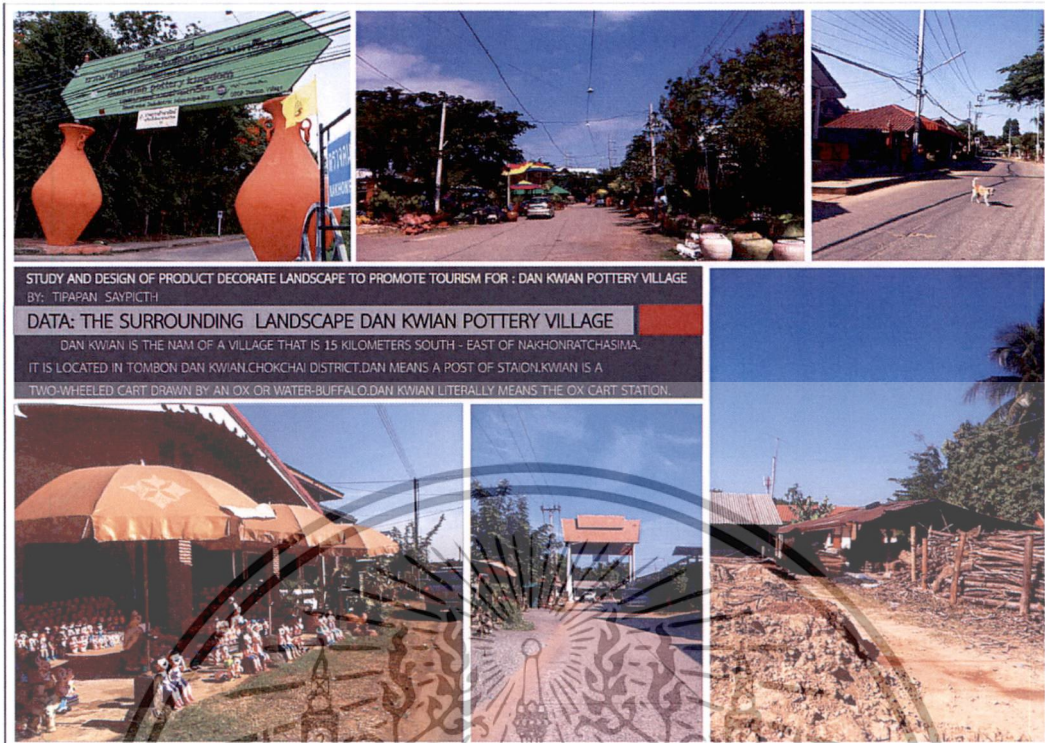 pottery kingdom
STUDY AND DESIGN OF PRODUCT DECORATE LANDSCAPE TO PROMOTE TOURISM FOR : DAN KWIAN POTTERY VILLAGE
BY: TIPAPAN SAYPICTH
DATA: THE SURROUNDING LANDSCAPE DAN KWIAN POTTERY VILLAGE
DAN KWIAN IS THE NAM OF A VILLAGE THAT IS 15 KILOMETERS SOUTH - EAST OF NAKHONRATCHASIMA.
IT IS LOCATED IN TOMBON DAN KWIAN.CHOKCHAI DISTRICT.DAN MEANS A POST OF STAION.KWIAN IS A
TWO-WHEELED CART DRAWN BY AN OX OR WATER-BUFFALO.DAN KWIAN LITERALLY MEANS THE OX CART STATION.